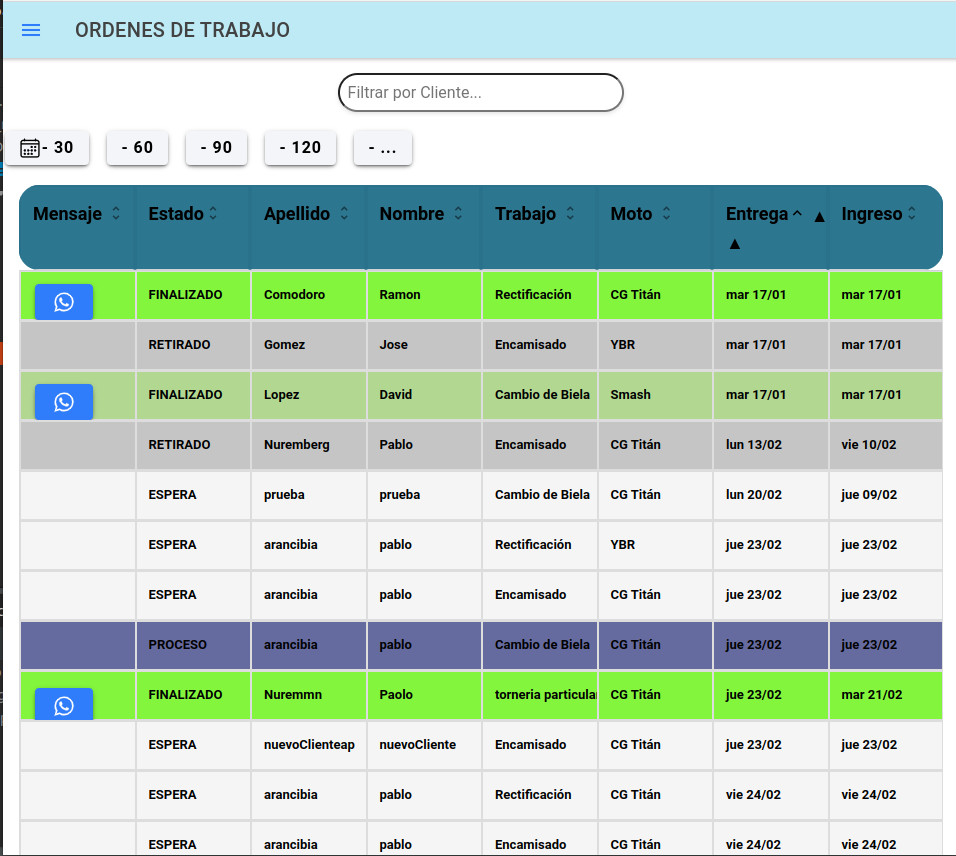 ORDENES DE TRABAJO
Filtrar por Cliente...
- 30 - 60 - 90 - 120 - ...
Mensaje Estado Apellido Nombre Trabajo Moto Entrega ▲ Ingreso
▲
FINALIZADO Comodoro Ramon Rectificación CG Titán mar 17/01 mar 17/01
RETIRADO Gomez Jose Encamisado YBR mar 17/01 mar 17/01
FINALIZADO Lopez David Cambio de Biela Smash mar 17/01 mar 17/01
RETIRADO Nuremberg Pablo Encamisado CG Titán lun 13/02 vie 10/02
ESPERA prueba prueba Cambio de Biela CG Titán lun 20/02 jue 09/02
ESPERA arancibia pablo Rectificación YBR jue 23/02 jue 23/02
ESPERA arancibia pablo Encamisado CG Titán jue 23/02 jue 23/02
PROCESO arancibia pablo Cambio de Biela CG Titán jue 23/02 jue 23/02
FINALIZADO Nuremmn Paolo torneria particular CG Titán jue 23/02 mar 21/02
ESPERA nuevoClienteap nuevoCliente Encamisado CG Titán jue 23/02 jue 23/02
ESPERA arancibia pablo Rectificación CG Titán vie 24/02 vie 24/02
ESPERA arancibia pablo Encamisado CG Titán vie 24/02 vie 24/02